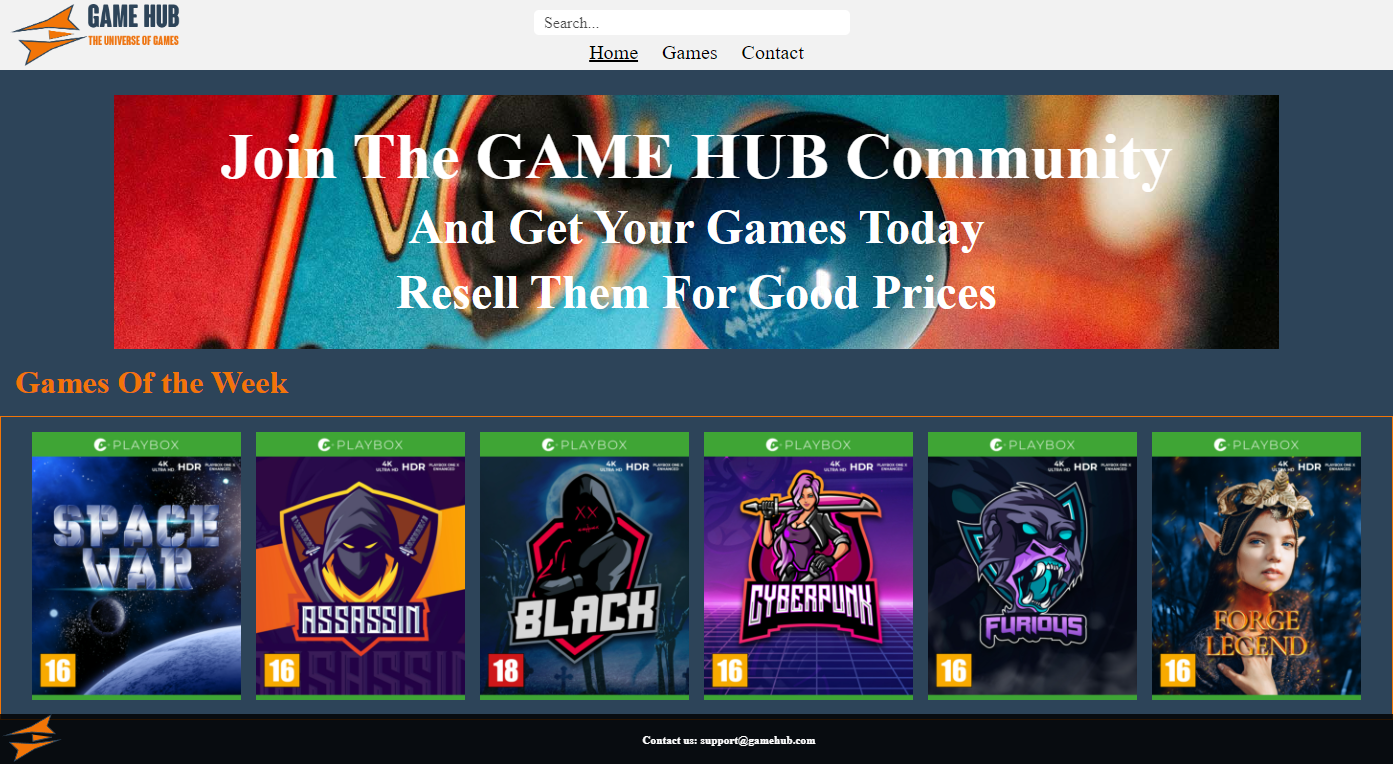 GAME HUB
THE UNIVERSE OF GAMES
Search...
Home Games Contact
Join The GAME HUB Community
And Get Your Games Today
Resell Them For Good Prices
Games Of the Week
PLAYBOX
4K
ULTRA HD
HDR
PLAYBOX ONE X
ENHANCED
SPACE
WAR
16
PLAYBOX
4K
ULTRA HD
HDR
PLAYBOX ONE X
ENHANCED
ASSASSIN
ASSASSIN
16
PLAYBOX
4K
ULTRA HD
HDR
PLAYBOX ONE X
ENHANCED
XX
BLACK
18
PLAYBOX
4K
ULTRA HD
HDR
PLAYBOX ONE X
ENHANCED
CYBERPUNK
16
PLAYBOX
4K
ULTRA HD
HDR
PLAYBOX ONE X
ENHANCED
FURIOUS
16
PLAYBOX
4K
ULTRA HD
HDR
PLAYBOX ONE X
ENHANCED
FORGE
LEGEND
16
Contact us: support@gamehub.com